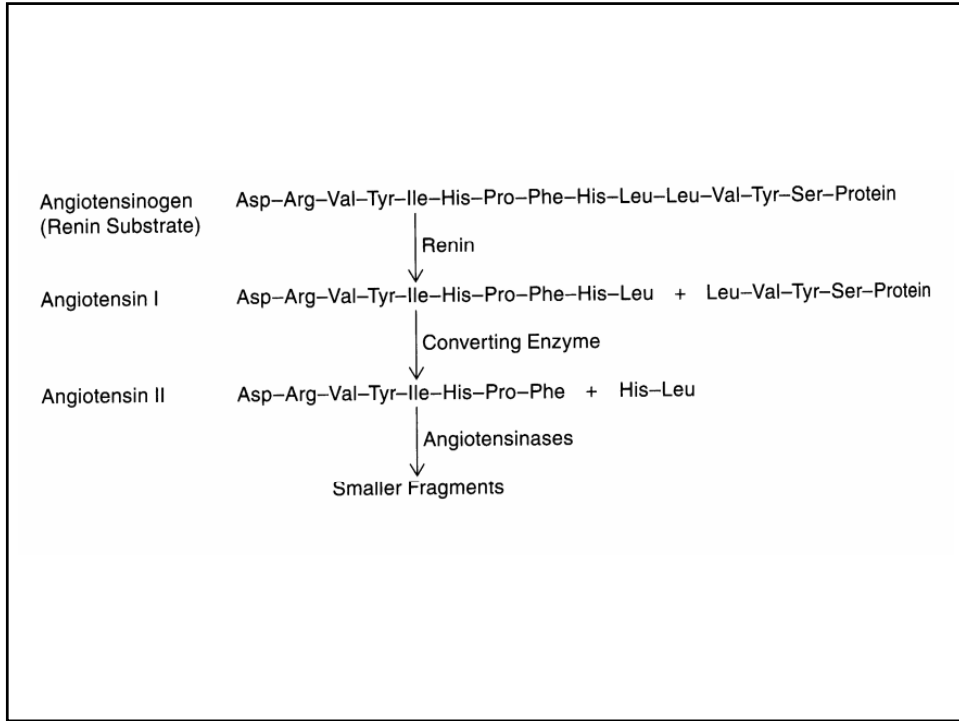 Angiotensinogen Asp–Arg–Val–Tyr–Ile–His–Pro–Phe–His–Leu–Leu–Val–Tyr–Ser–Protein
(Renin Substrate)
Renin
Angiotensin I Asp–Arg–Val–Tyr–Ile–His–Pro–Phe–His–Leu + Leu–Val–Tyr–Ser–Protein
Converting Enzyme
Angiotensin II Asp–Arg–Val–Tyr–Ile–His–Pro–Phe + His–Leu
Angiotensinases
Smaller Fragments